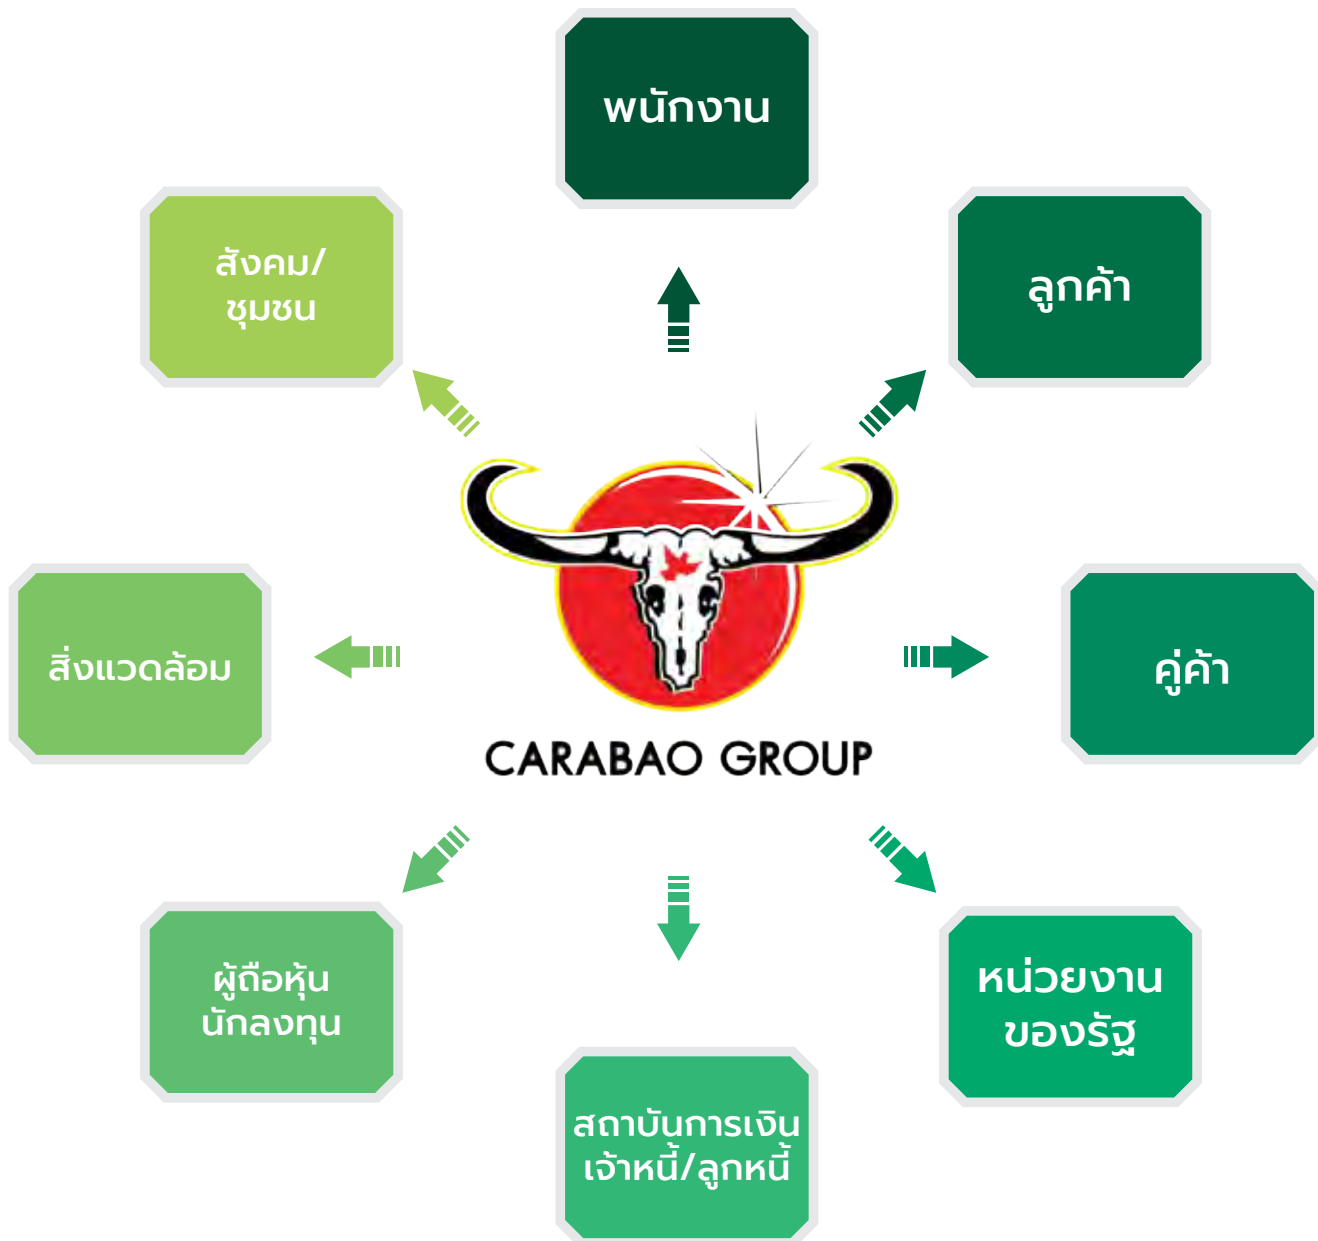 พนักงาน
สังคม/
ชุมชน
ลูกค้า
สิ่งแวดล้อม
คู่ค้า
CARABAO GROUP
ผู้ถือหุ้น
นักลงทุน
หน่วยงาน
ของรัฐ
สถาบันการเงิน
เจ้าหนี้/ลูกหนี้